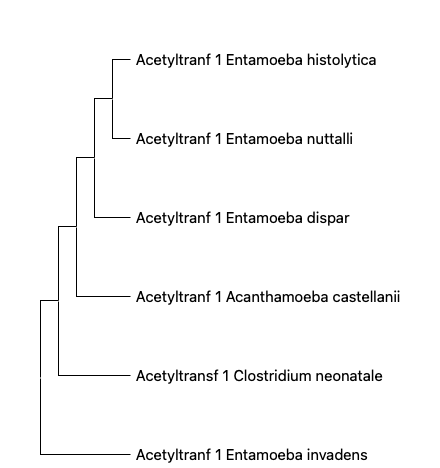 Acetyltranf 1 Entamoeba histolytica
Acetyltranf 1 Entamoeba nuttalli
Acetyltranf 1 Entamoeba dispar
Acetyltranf 1 Acanthamoeba castellanii
Acetyltransf 1 Clostridium neonatale
Acetyltranf 1 Entamoeba invadens